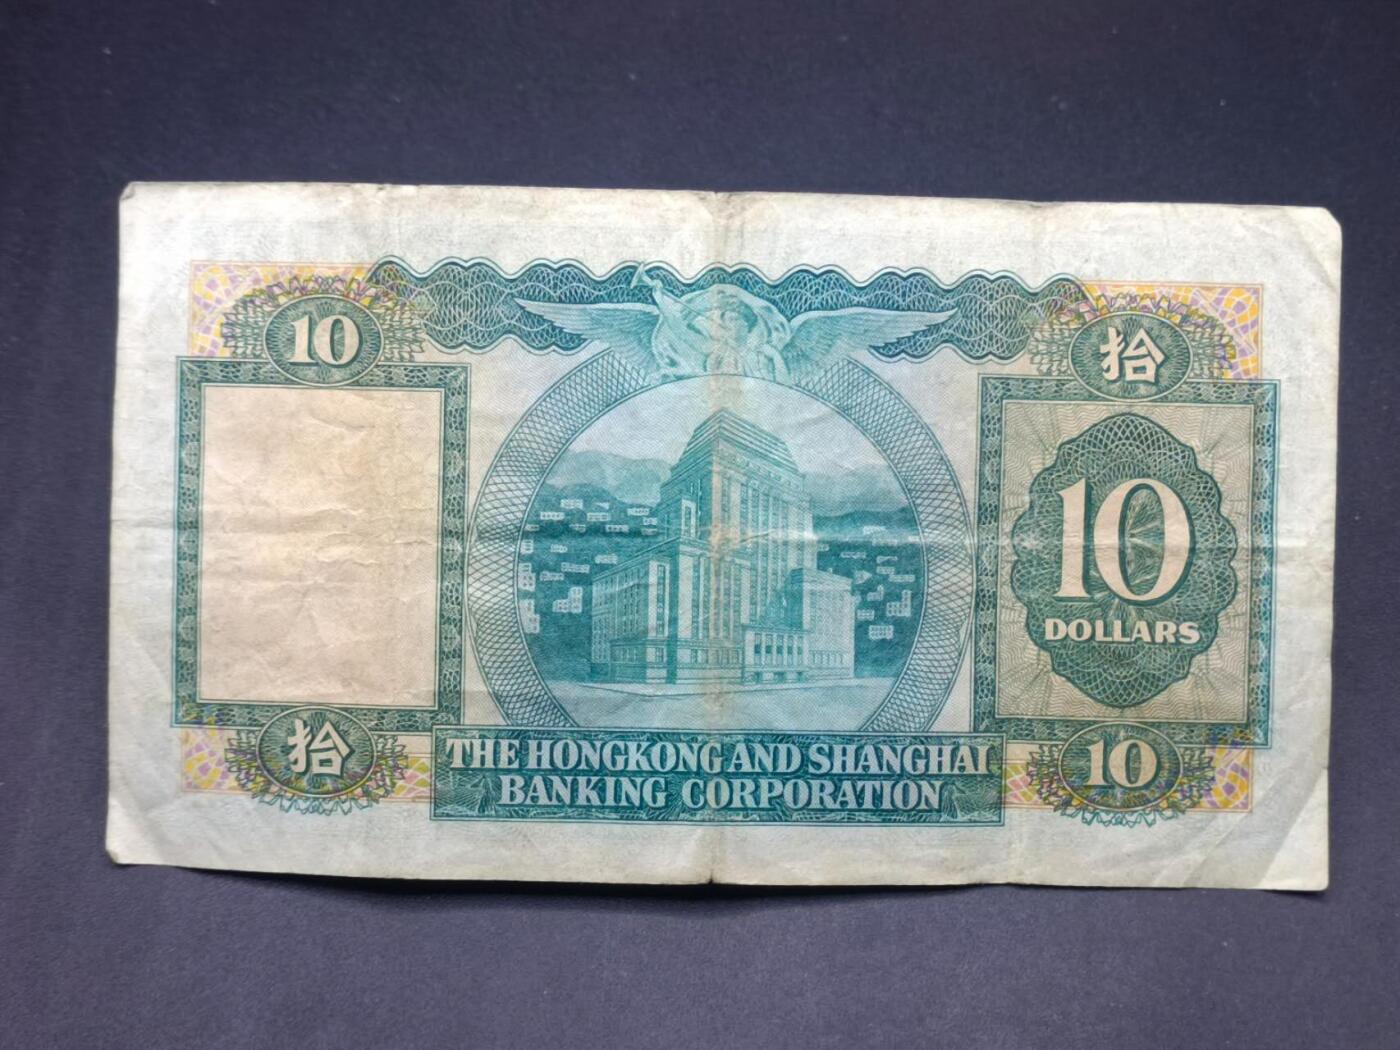 10
拾
10
DOLLARS
拾
THE HONGKONG AND SHANGHAI
BANKING CORPORATION
10